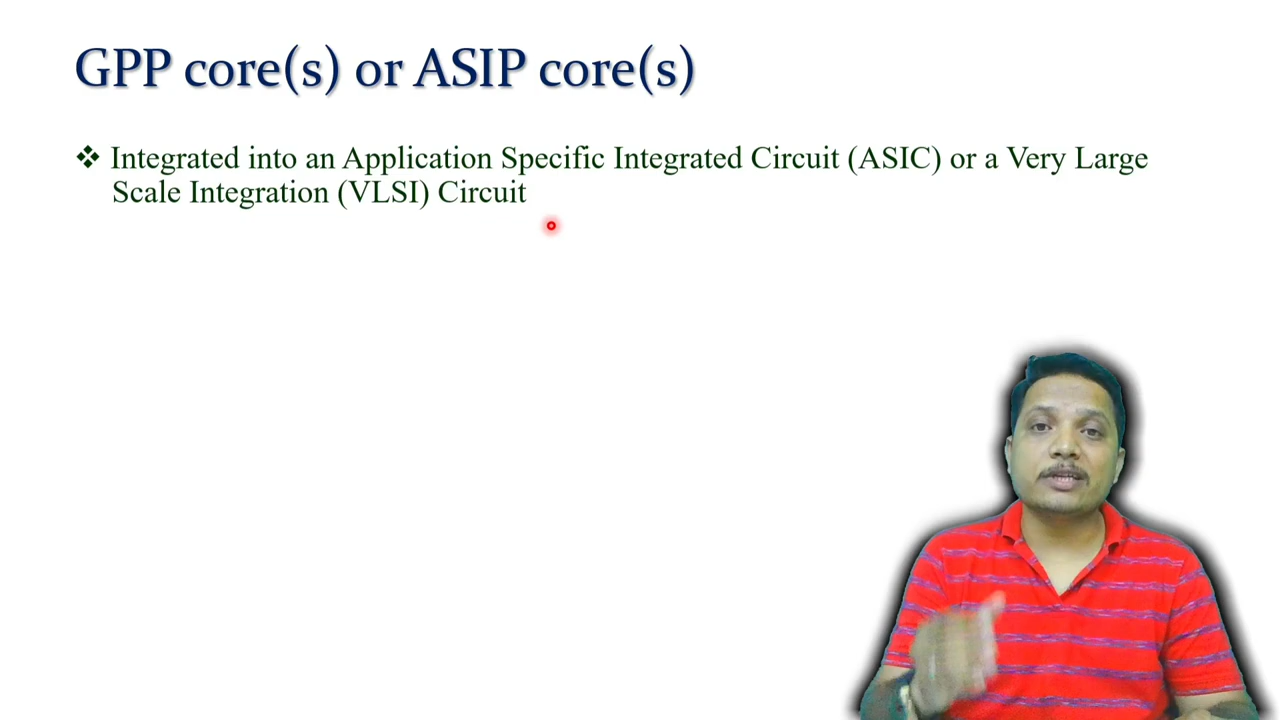 GPP core(s) or ASIP core(s)
❖ Integrated into an Application Specific Integrated Circuit (ASIC) or a Very Large
Scale Integration (VLSI) Circuit